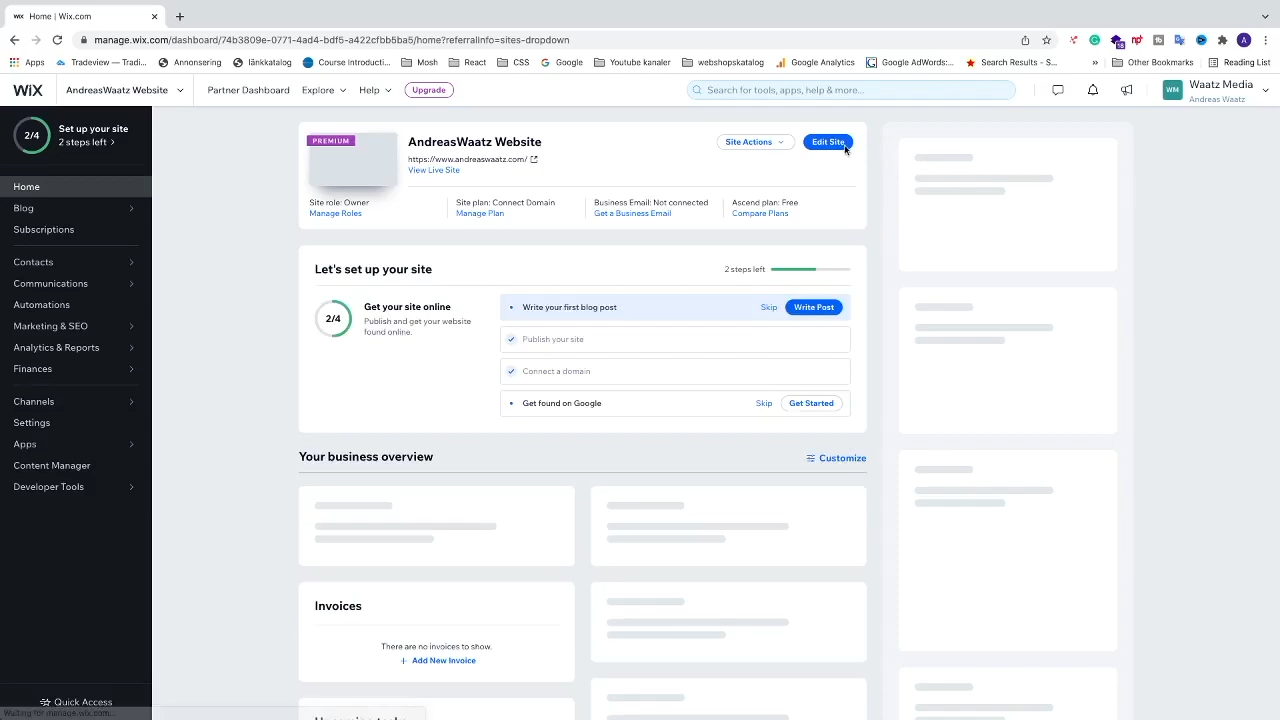 Home | Wix.com
manage.wix.com/dashboard/74b3809e-0771-4ad4-bdf5-a422cfbb5ba5/home?referralInfo=sites-dropdown
Apps
Tradeview — Tradi...
Annonsering
länkkatalog
Course Introducti...
Mosh
React
CSS
Google
Youtube kanaler
webshopskatalog
Google Analytics
Google AdWords:...
Search Results - S...
»
Other Bookmarks
Reading List
WiX
AndreasWaatz Website
Partner Dashboard
Explore
Help
Upgrade
Search for tools, apps, help & more...
WM
Waatz Media
Andreas Waatz
2/4
Set up your site
2 steps left
Home
Blog
Subscriptions
Contacts
Communications
Automations
Marketing & SEO
Analytics & Reports
Finances
Channels
Settings
Apps
Content Manager
Developer Tools
Quick Access
Waiting for manage.wix.com...
PREMIUM
AndreasWaatz Website
https://www.andreaswaatz.com/
View Live Site
Site Actions
Edit Site
Site role: Owner
Manage Roles
Site plan: Connect Domain
Manage Plan
Business Email: Not connected
Get a Business Email
Ascend plan: Free
Compare Plans
Let's set up your site
2 steps left
2/4
Get your site online
Publish and get your website
found online.
Write your first blog post
Skip
Write Post
Publish your site
Connect a domain
Get found on Google
Skip
Get Started
Your business overview
Customize
Invoices
There are no invoices to show.
+ Add New Invoice